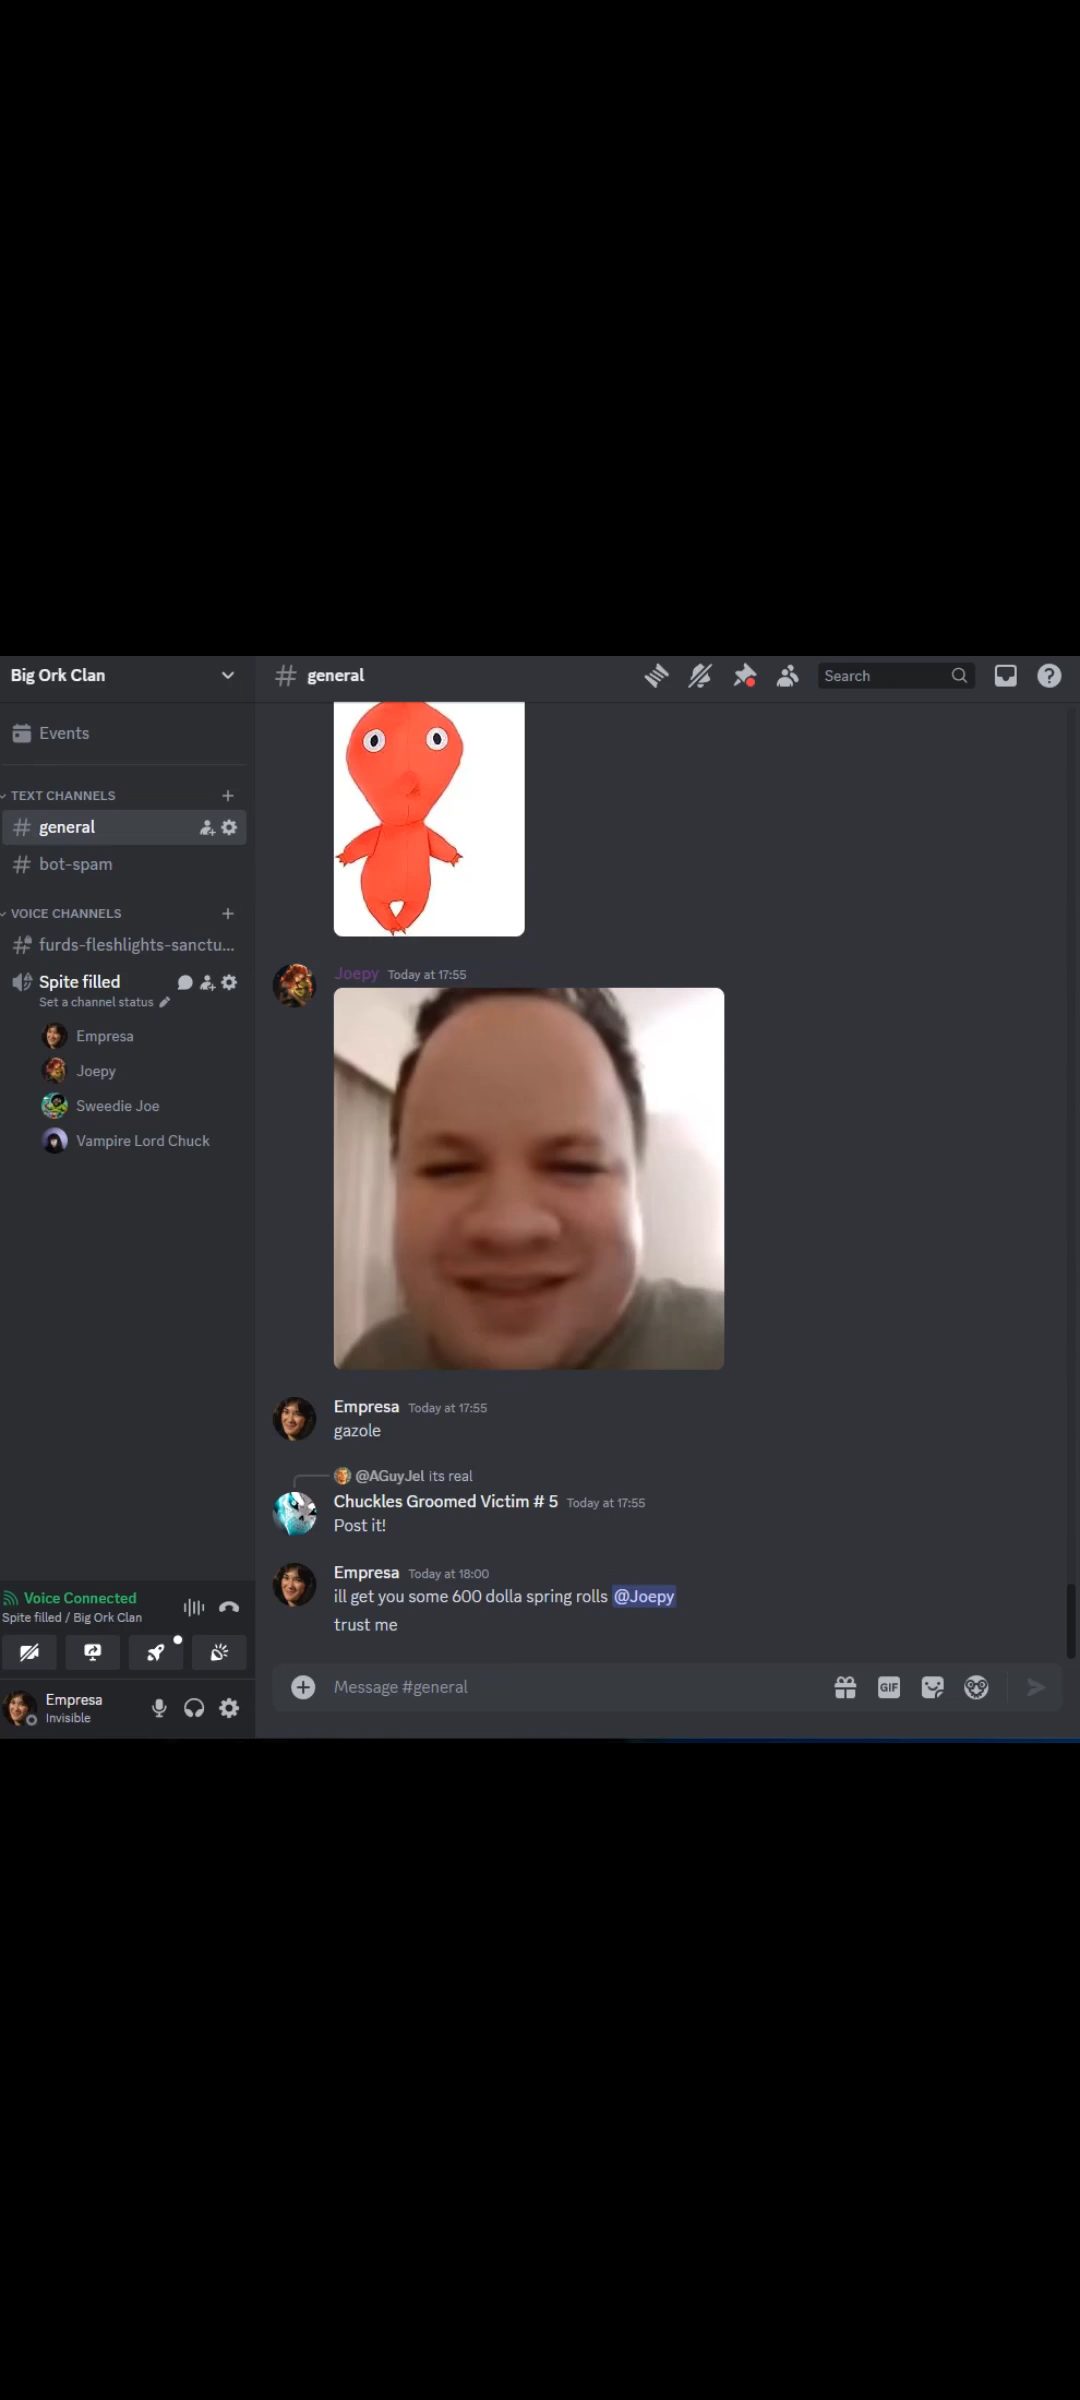 Big Ork Clan
general
Search
Events
TEXT CHANNELS
general
bot-spam
VOICE CHANNELS
furds-fleshlights-sanctu...
Spite filled
Set a channel status
Empresa
Joepy
Sweedie Joe
Vampire Lord Chuck
Joepy Today at 17:55
Empresa Today at 17:55
gazole
@AGuyJel its real
Chuckles Groomed Victim # 5 Today at 17:55
Post it!
Empresa Today at 18:00
ill get you some 600 dolla spring rolls @Joepy
trust me
Voice Connected
Spite filled / Big Ork Clan
Empresa
Invisible
Message #general
GIF